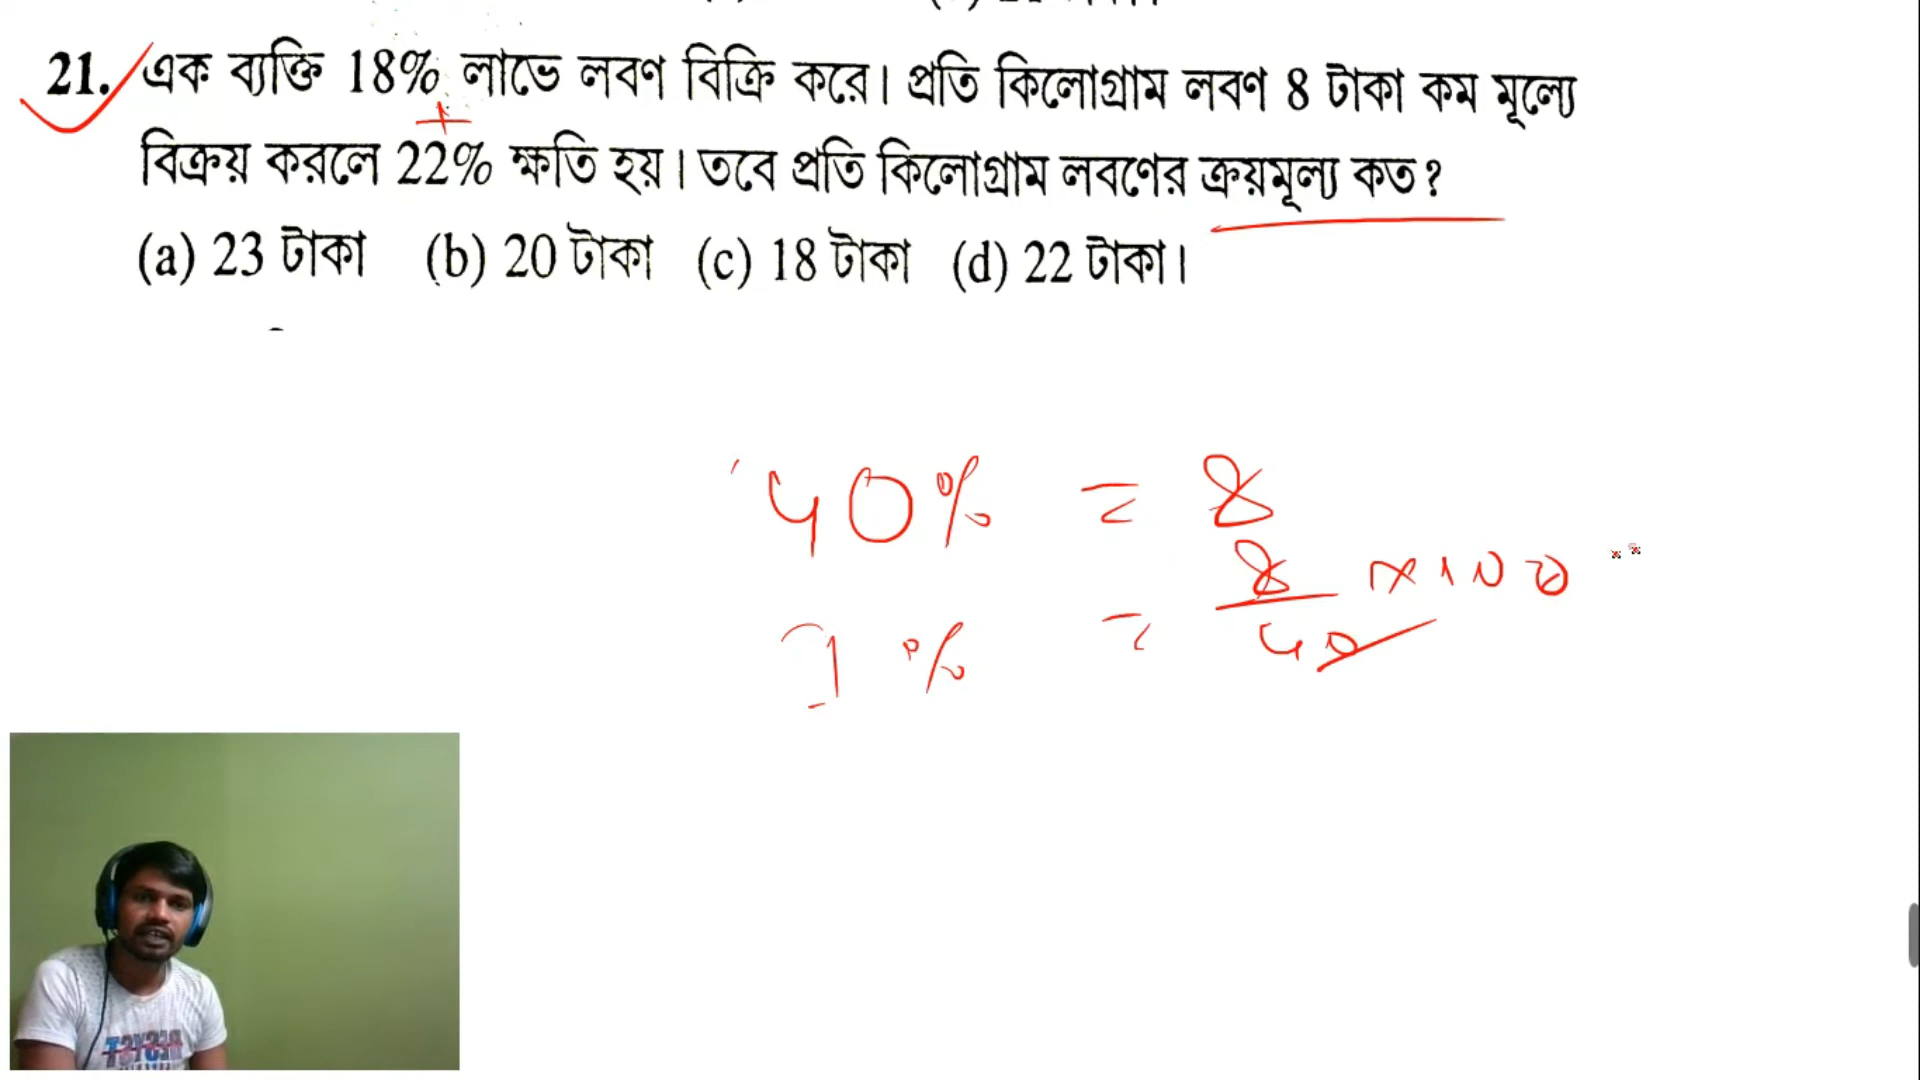 21. এক ব্যক্তি 18% লাভে লবণ বিক্রি করে। প্রতি কিলোগ্রাম লবণ 8 টাকা কম মূল্যে
+
বিক্রয় করলে 22% ক্ষতি হয়। তবে প্রতি কিলোগ্রাম লবণের ক্রয়মূল্য কত?
(a) 23 টাকা (b) 20 টাকা (c) 18 টাকা (d) 22 টাকা।
40% = 8
1% = 8/40 × 100